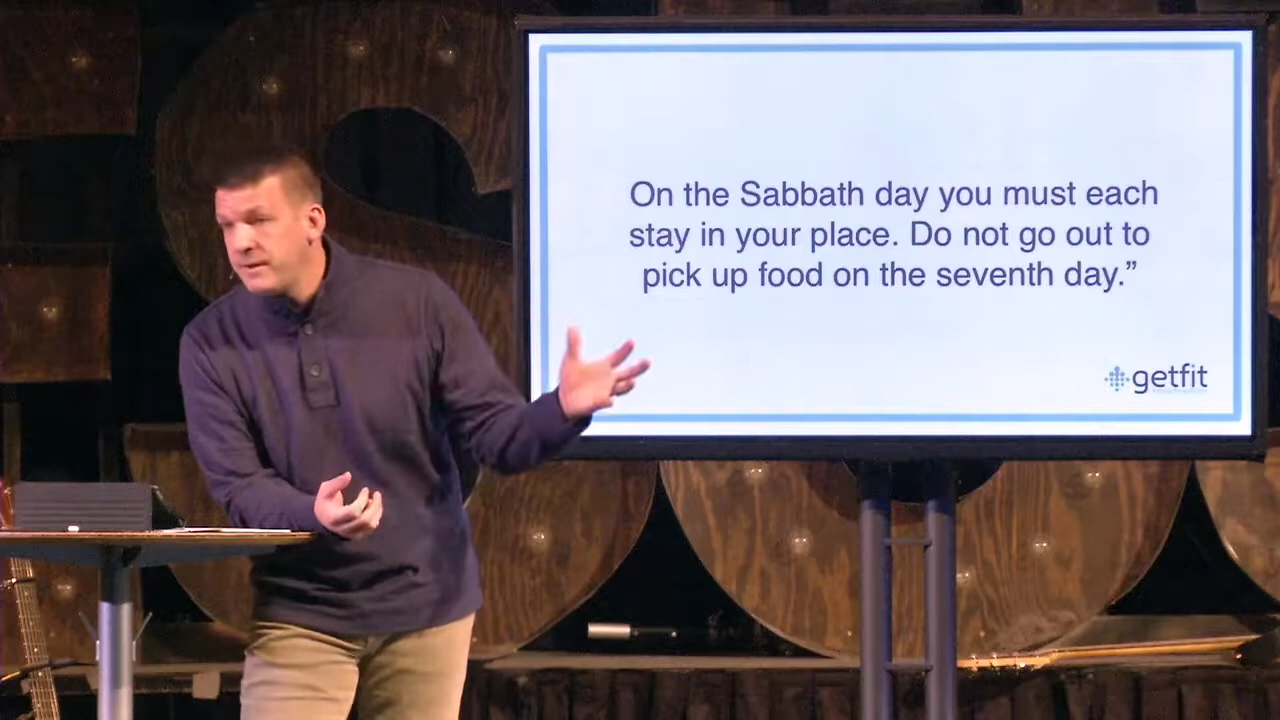 On the Sabbath day you must each
stay in your place. Do not go out to
pick up food on the seventh day.”
getfit